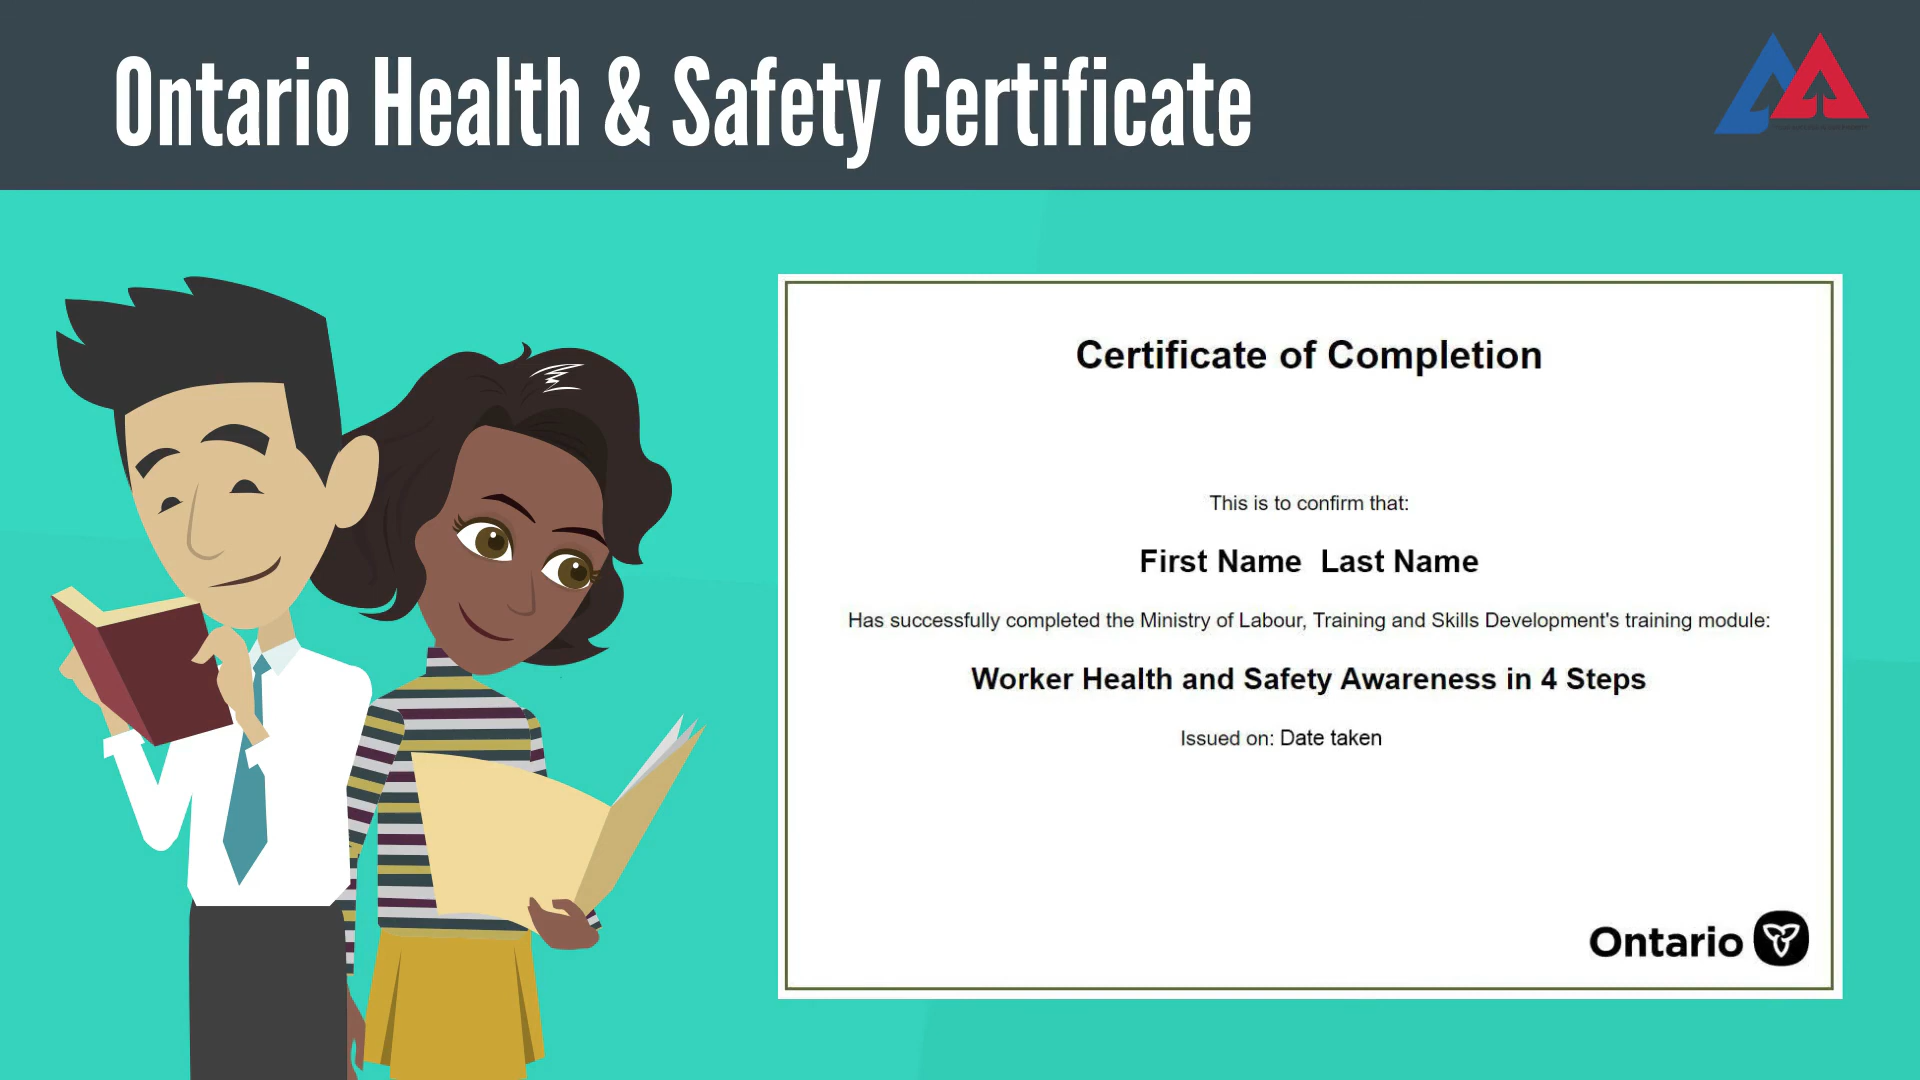 Ontario Health & Safety Certificate
Certificate of Completion
This is to confirm that:
First Name Last Name
Has successfully completed the Ministry of Labour, Training and Skills Development's training module:
Worker Health and Safety Awareness in 4 Steps
Issued on: Date taken
Ontario